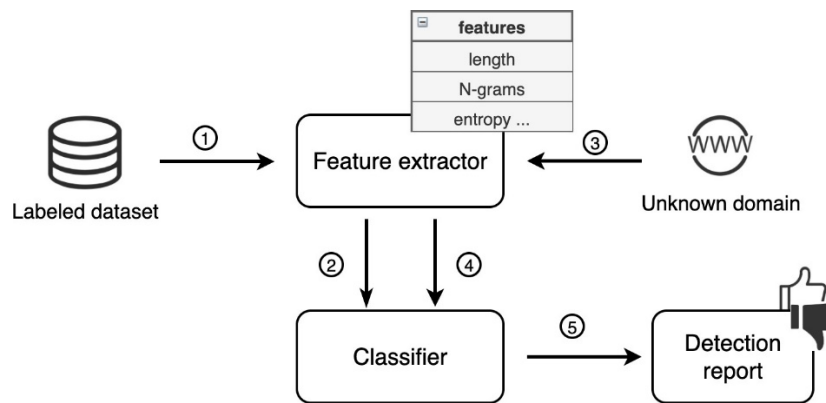 features
length
N-grams
entropy ...
①
Feature extractor
③
WWW
Labeled dataset
Unknown domain
②
④
Classifier
⑤
Detection
report